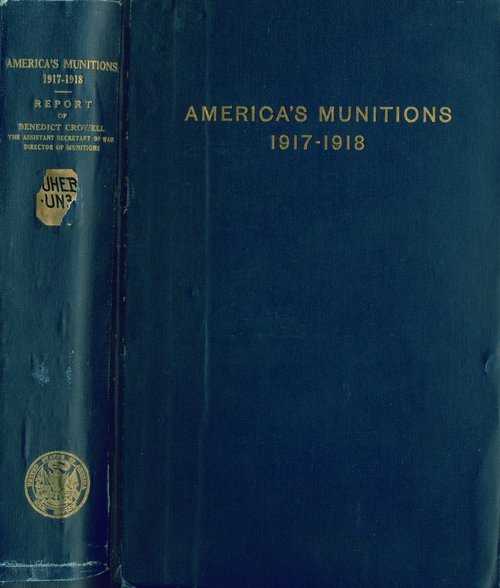 AMERICA'S MUNITIONS
1917-1918
REPORT
OF
BENEDICT CROWELL
THE ASSISTANT SECRETARY OF WAR
DIRECTOR OF MUNITIONS
UHEB
·UN?
AMERICA'S MUNITIONS
1917-1918